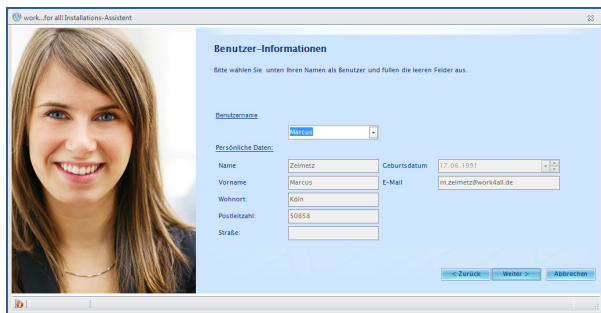 work...for all! Installations-Assistent
Benutzer-Informationen
Bitte wählen Sie unten Ihren Namen als Benutzer und füllen die leeren Felder aus.
Benutzername
Marcus
Persönliche Daten:
Name Zeimetz Geburtsdatum 17.06.1991
Vorname Marcus E-Mail m.zeimetz@work4all.de
Wohnort: Köln
Postleitzahl: 50858
Straße:
< Zurück Weiter > Abbrechen